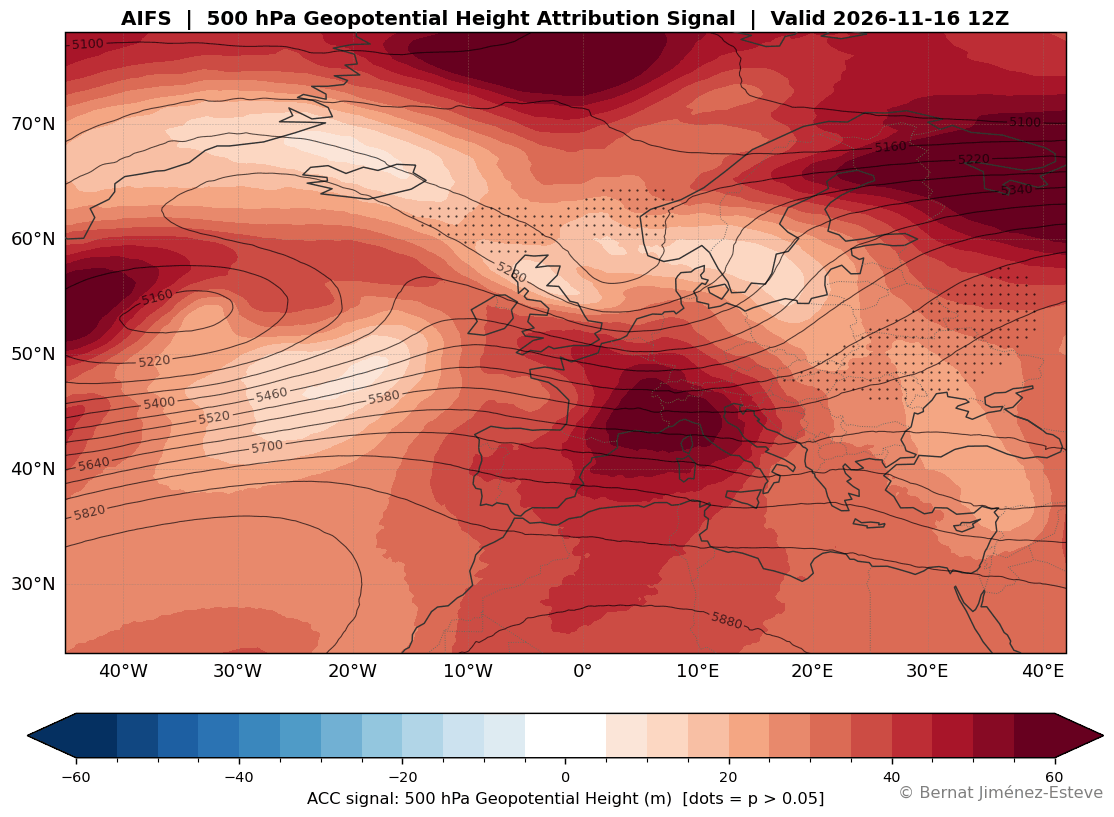 AIFS | 500 hPa Geopotential Height Attribution Signal | Valid 2026-11-16 12Z
5100
70°N
5100
5160
5220
5340
60°N
5280
5160
50°N
5220
5460
5580
5400
5520
5700
5640
40°N
5820
30°N
5880
40°W 30°W 20°W 10°W 0° 10°E 20°E 30°E 40°E
−60 −40 −20 0 20 40 60
ACC signal: 500 hPa Geopotential Height (m) [dots = p > 0.05]
© Bernat Jiménez-Esteve